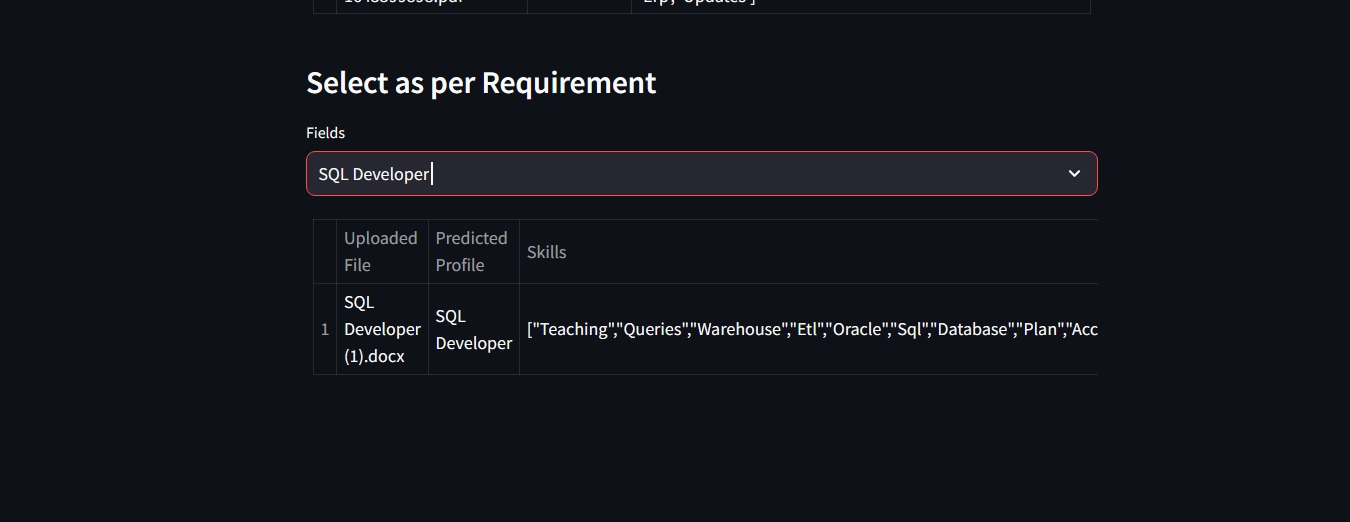 Select as per Requirement
Fields
SQL Developer
Uploaded File
Predicted Profile
Skills
1
SQL Developer (1).docx
SQL Developer
["Teaching","Queries","Warehouse","Etl","Oracle","Sql","Database","Plan","Acc